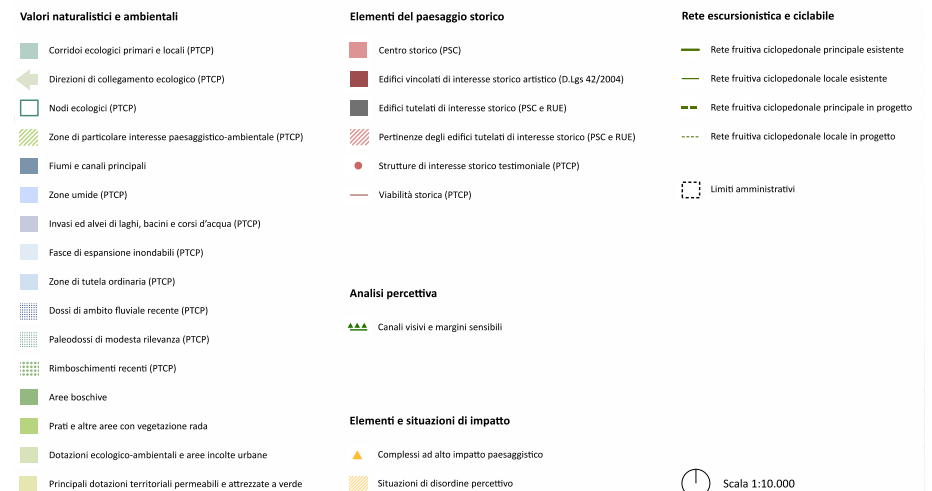 Valori naturalistici e ambientali
Corridoi ecologici primari e locali (PTCP)
Direzioni di collegamento ecologico (PTCP)
Nodi ecologici (PTCP)
Zone di particolare interesse paesaggistico-ambientale (PTCP)
Fiumi e canali principali
Zone umide (PTCP)
Invasi ed alvei di laghi, bacini e corsi d'acqua (PTCP)
Fasce di espansione inondabili (PTCP)
Zone di tutela ordinaria (PTCP)
Dossi di ambito fluviale recente (PTCP)
Paleodossi di modesta rilevanza (PTCP)
Rimboschimenti recenti (PTCP)
Aree boschive
Prati e altre aree con vegetazione rada
Dotazioni ecologico-ambientali e aree incolte urbane
Principali dotazioni territoriali permeabili e attrezzate a verde
Elementi del paesaggio storico
Centro storico (PSC)
Edifici vincolati di interesse storico artistico (D.Lgs 42/2004)
Edifici tutelati di interesse storico (PSC e RUE)
Pertinenze degli edifici tutelati di interesse storico (PSC e RUE)
Strutture di interesse storico testimoniale (PTCP)
Viabilità storica (PTCP)
Analisi percettiva
Canali visivi e margini sensibili
Elementi e situazioni di impatto
Complessi ad alto impatto paesaggistico
Situazioni di disordine percettivo
Rete escursionistica e ciclabile
Rete fruitiva ciclopedonale principale esistente
Rete fruitiva ciclopedonale locale esistente
Rete fruitiva ciclopedonale principale in progetto
Rete fruitiva ciclopedonale locale in progetto
Limiti amministrativi
Scala 1:10.000